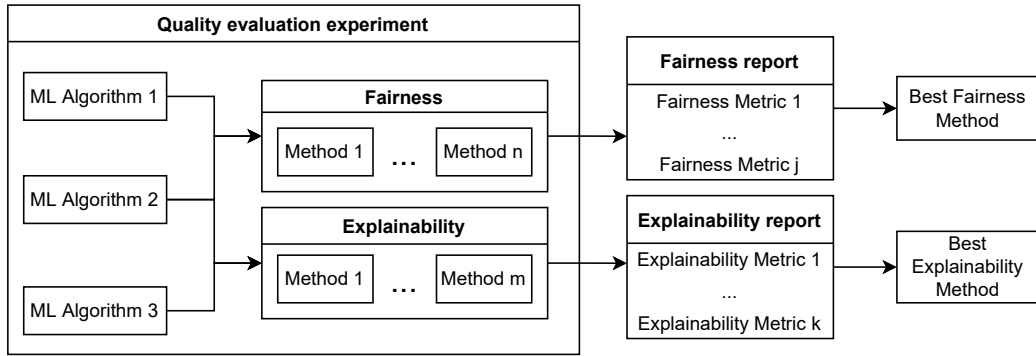 Quality evaluation experiment
ML Algorithm 1
ML Algorithm 2
ML Algorithm 3
Fairness
Method 1
...
Method n
Explainability
Method 1
...
Method m
Fairness report
Fairness Metric 1
...
Fairness Metric j
Explainability report
Explainability Metric 1
...
Explainability Metric k
Best Fairness
Method
Best
Explainability
Method